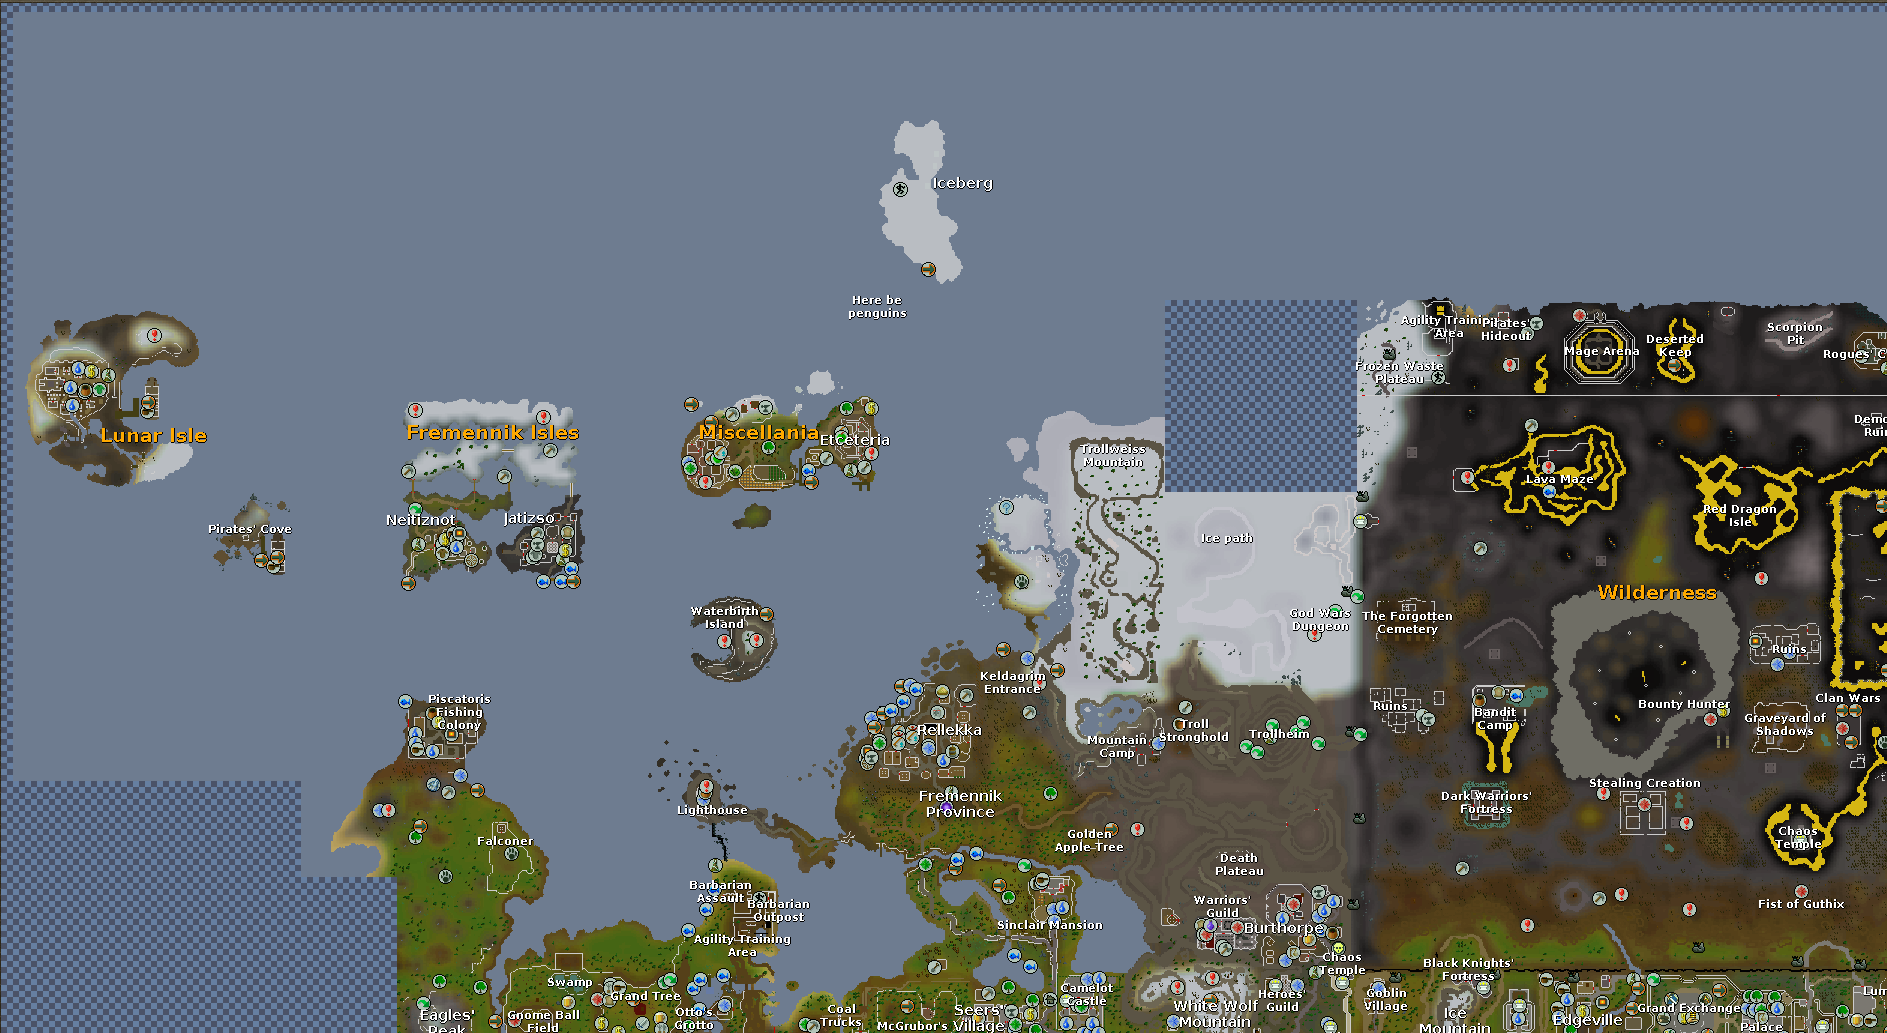 Iceberg
Here be
penguins
Agility Training
Area
Pirates'
Hideout
Mage Arena
Deserted
Keep
Scorpion
Pit
Frozen Waste
Plateau
Lunar Isle
Fremennik Isles
Miscellania
Etceteria
Trollweiss
Mountain
Lava Maze
Red Dragon
Isle
Pirates' Cove
Neitiznot
Jatizso
Ice path
Wilderness
Waterbirth
Island
God Wars
Dungeon
The Forgotten
Cemetery
Ruins
Keldagrim
Entrance
Piscatoris
Fishing
Colony
Rellekka
Mountain
Camp
Troll
Stronghold
Trollheim
Ruins
Bandit
Camp
Bounty Hunter
Clan Wars
Graveyard of
Shadows
Stealing Creation
Lighthouse
Fremennik
Province
Dark Warriors'
Fortress
Golden
Apple Tree
Chaos
Temple
Falconer
Death
Plateau
Barbarian
Assault
Barbarian
Outpost
Agility Training
Area
Sinclair Mansion
Warriors'
Guild
Burthorpe
Fist of Guthix
Chaos
Temple
Black Knights'
Fortress
Swamp
Grand Tree
Camelot
Castle
Heroes'
Guild
Goblin
Village
Eagles'
Peak
Gnome Ball
Field
Otto's
Grotto
Coal
Trucks
McGrubor's
Seers'
Village
White Wolf
Mountain
Ice
Mountain
Edgeville
Grand Exchange
Palace